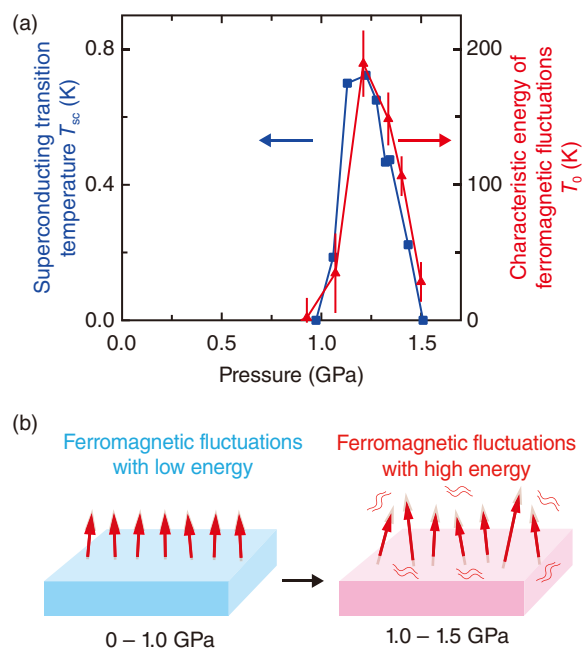 (a)
0.8
0.4
0.0
200
100
0
Superconducting transition
temperature Tsc (K)
Characteristic energy of
ferromagnetic fluctuations
T0 (K)
0.0
0.5
1.0
1.5
Pressure (GPa)
(b)
Ferromagnetic fluctuations
with low energy
Ferromagnetic fluctuations
with high energy
0 – 1.0 GPa
1.0 – 1.5 GPa